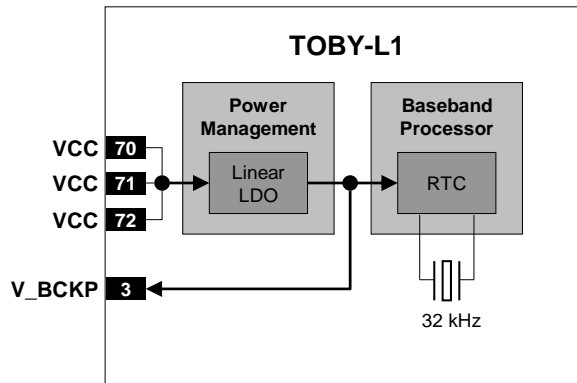 TOBY-L1
Power
Management
Baseband
Processor
VCC 70
VCC 71
VCC 72
Linear
LDO
RTC
V_BCKP 3
32 kHz